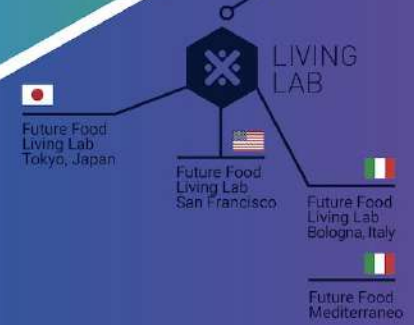 LIVING
LAB
Future Food
Living Lab
Tokyo, Japan
Future Food
Living Lab
San Francisco
Future Food
Living Lab
Bologna, Italy
Future Food
Mediterraneo